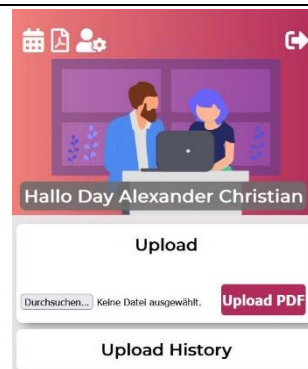 Hallo Day Alexander Christian
Upload
Durchsuchen... Keine Datei ausgewählt. Upload PDF
Upload History